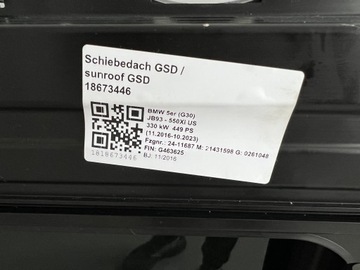 Schiebedach GSD /
sunroof GSD
18673446
BMW 5er (G30)
JB93 - 550Xi US
330 kW 449 PS
(11.2016-10.2023)
Fzgnr.: 24-11687 M: 21431598 G: 0261048
FIN: G463625
BJ: 11/2016
1818673446